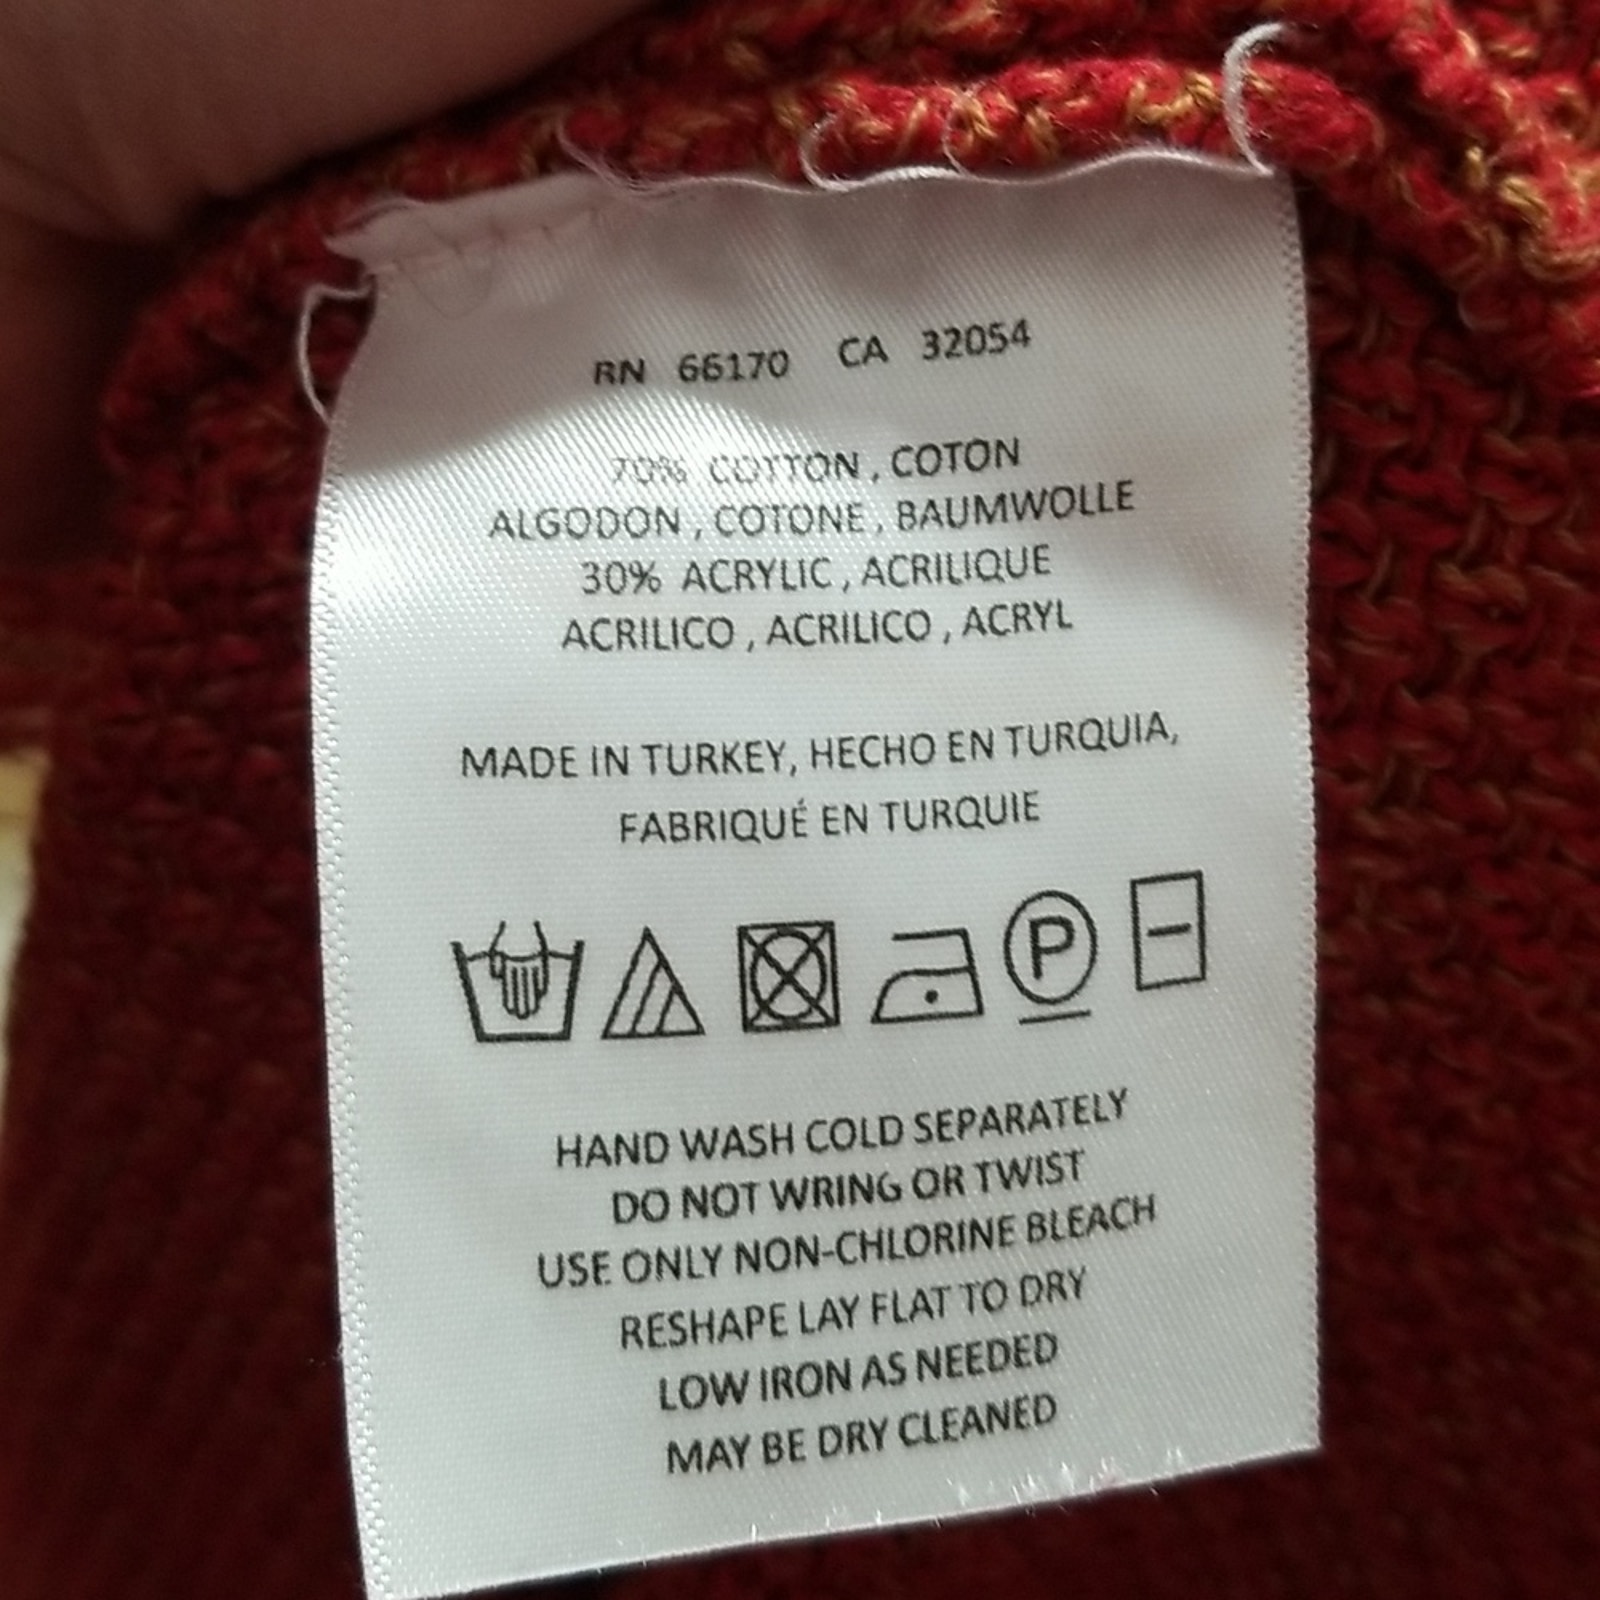 RN 66170 CA 32054
70% COTTON , COTON
ALGODON , COTONE , BAUMWOLLE
30% ACRYLIC , ACRILIQUE
ACRILICO , ACRILICO , ACRYL
MADE IN TURKEY, HECHO EN TURQUIA,
FABRIQUÉ EN TURQUIE
P
HAND WASH COLD SEPARATELY
DO NOT WRING OR TWIST
USE ONLY NON-CHLORINE BLEACH
RESHAPE LAY FLAT TO DRY
LOW IRON AS NEEDED
MAY BE DRY CLEANED